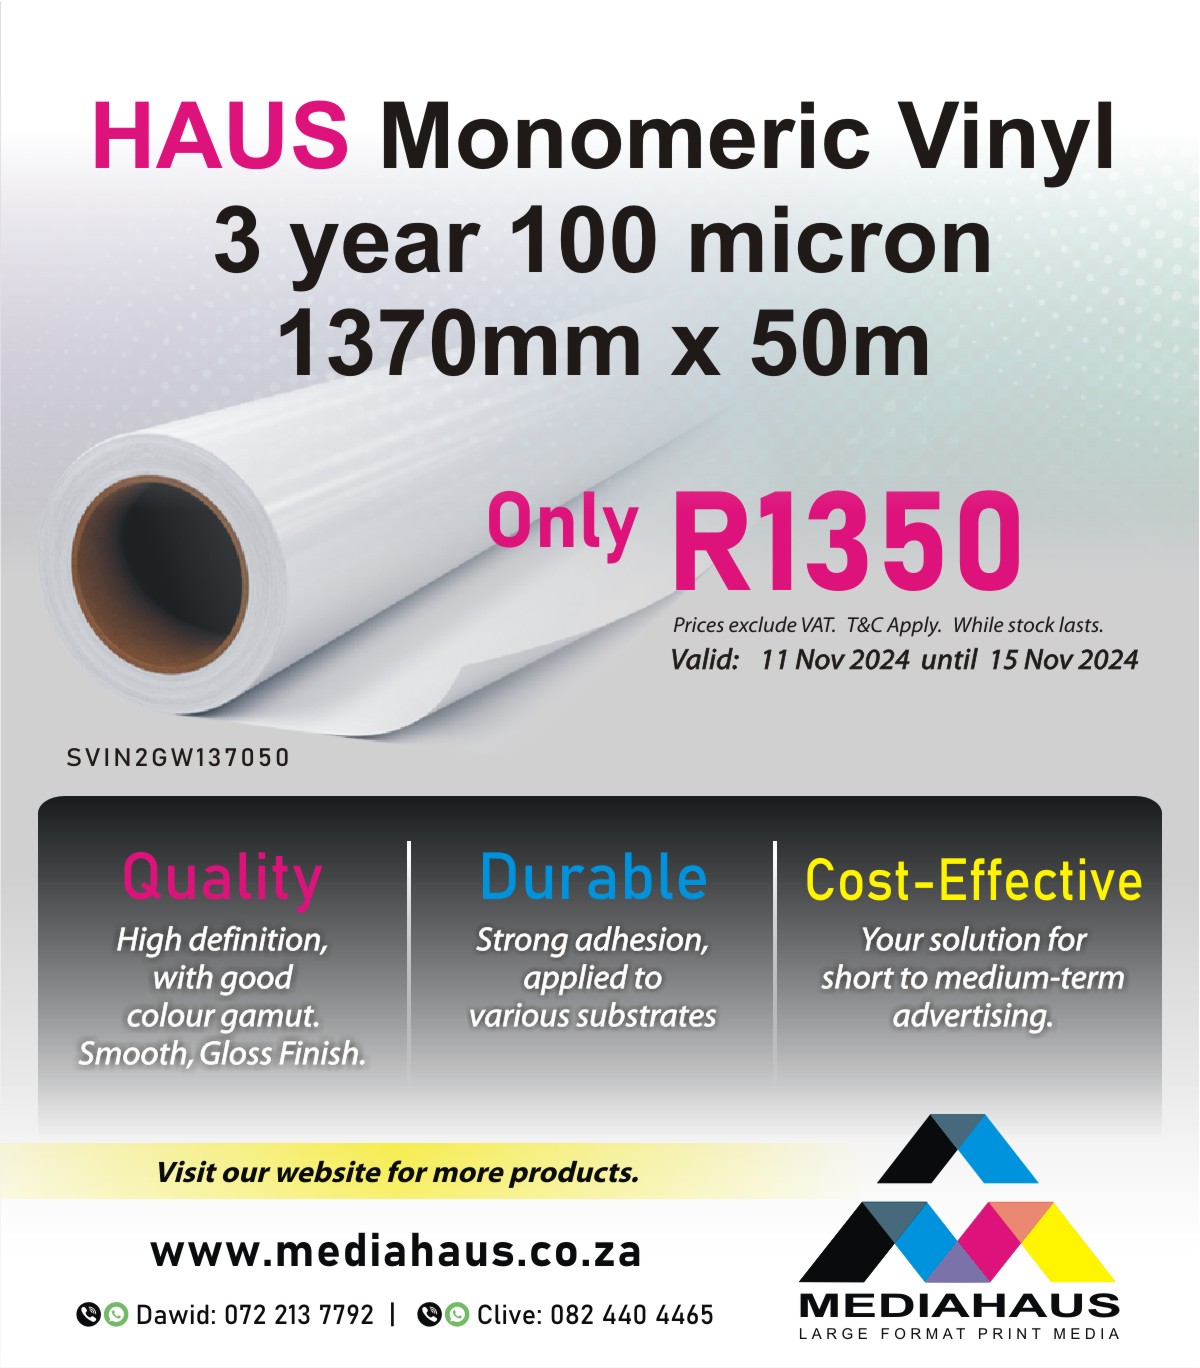 HAUS Monomeric Vinyl
3 year 100 micron
1370mm x 50m
Only R1350
Prices exclude VAT. T&C Apply. While stock lasts.
Valid: 11 Nov 2024 until 15 Nov 2024
SVIN2GW137050
Quality
High definition,
with good
colour gamut.
Smooth, Gloss Finish.
Durable
Strong adhesion,
applied to
various substrates
Cost-Effective
Your solution for
short to medium-term
advertising.
Visit our website for more products.
www.mediahaus.co.za
Dawid: 072 213 7792 | Clive: 082 440 4465
MEDIAHAUS
LARGE FORMAT PRINT MEDIA